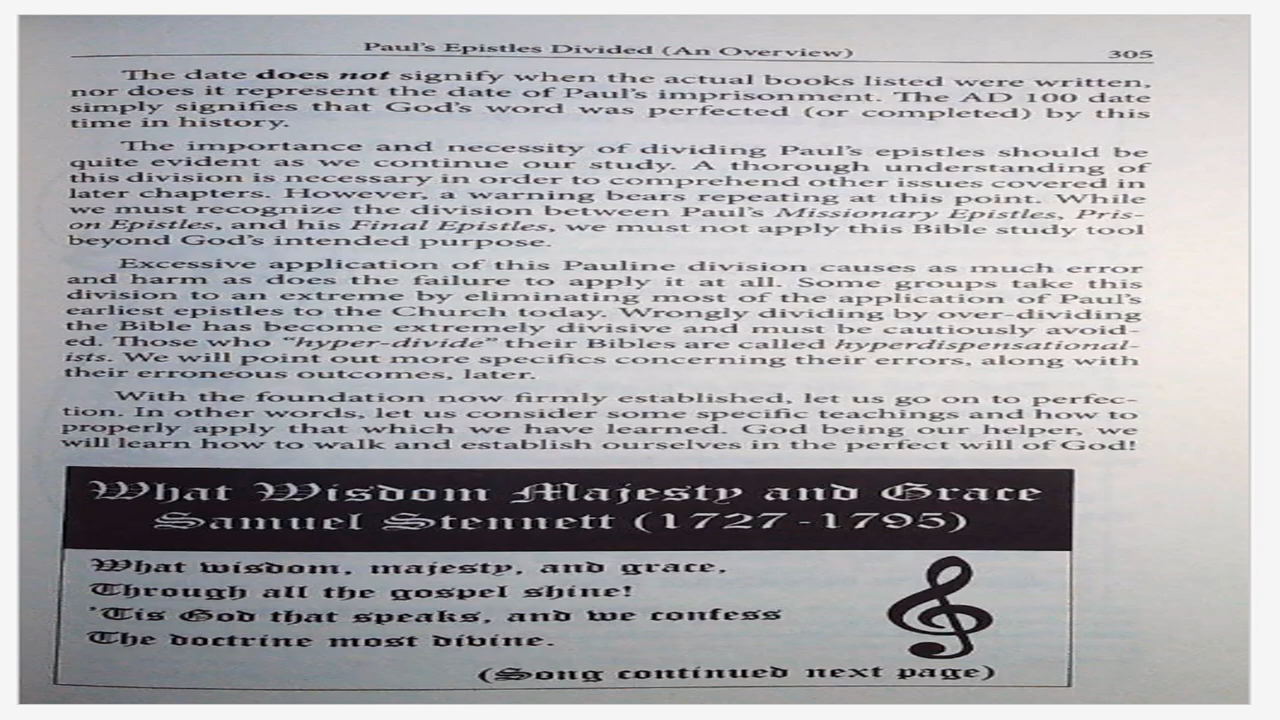 Paul's Epistles Divided (An Overview) 305
The date does not signify when the actual books listed were written,
nor does it represent the date of Paul's imprisonment. The AD 100 date
simply signifies that God's word was perfected (or completed) by this
time in history.
The importance and necessity of dividing Paul's epistles should be
quite evident as we continue our study. A thorough understanding of
this division is necessary in order to comprehend other issues covered in
later chapters. However, a warning bears repeating at this point. While
we must recognize the division between Paul's Missionary Epistles, Pris-
on Epistles, and his Final Epistles, we must not apply this Bible study tool
beyond God's intended purpose.
Excessive application of this Pauline division causes as much error
and harm as does the failure to apply it at all. Some groups take this
division to an extreme by eliminating most of the application of Paul's
earliest epistles to the Church today. Wrongly dividing by over-dividing
the Bible has become extremely divisive and must be cautiously avoid-
ed. Those who "hyper-divide" their Bibles are called hyperdispensational-
ists. We will point out more specifics concerning their errors, along with
their erroneous outcomes, later.
With the foundation now firmly established, let us go on to perfec-
tion. In other words, let us consider some specific teachings and how to
properly apply that which we have learned. God being our helper, we
will learn how to walk and establish ourselves in the perfect will of God!
What Wisdom Majesty and Grace
Samuel Stennett (1727-1795)
What wisdom, majesty, and grace,
Through all the gospel shine!
'Tis God that speaks, and we confess
The doctrine most divine.
(Song continued next page)